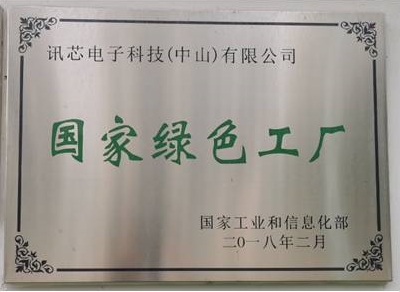 讯芯电子科技(中山)有限公司
国家绿色工厂
国家工业和信息化部
二〇一八年二月